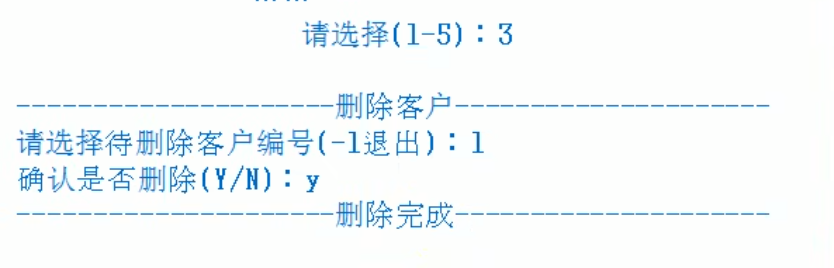 请选择(1-5)：3
---------------------删除客户---------------------
请选择待删除客户编号(-1退出)：1
确认是否删除(Y/N)：y
---------------------删除完成---------------------